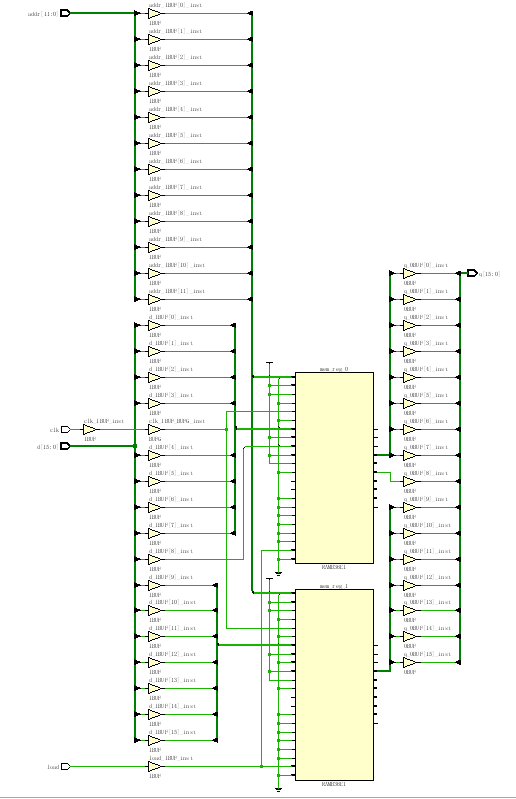 addr[11:0]
addr_IBUF[0]_inst
IBUF
addr_IBUF[1]_inst
IBUF
addr_IBUF[2]_inst
IBUF
addr_IBUF[3]_inst
IBUF
addr_IBUF[4]_inst
IBUF
addr_IBUF[5]_inst
IBUF
addr_IBUF[6]_inst
IBUF
addr_IBUF[7]_inst
IBUF
addr_IBUF[8]_inst
IBUF
addr_IBUF[9]_inst
IBUF
addr_IBUF[10]_inst
IBUF
addr_IBUF[11]_inst
IBUF
d_IBUF[0]_inst
IBUF
d_IBUF[1]_inst
IBUF
d_IBUF[2]_inst
IBUF
d_IBUF[3]_inst
IBUF
clk
clk_IBUF_inst
IBUF
clk_IBUF_BUFG_inst
BUFG
d[15:0]
d_IBUF[4]_inst
IBUF
d_IBUF[5]_inst
IBUF
d_IBUF[6]_inst
IBUF
d_IBUF[7]_inst
IBUF
d_IBUF[8]_inst
IBUF
d_IBUF[9]_inst
IBUF
d_IBUF[10]_inst
IBUF
d_IBUF[11]_inst
IBUF
d_IBUF[12]_inst
IBUF
d_IBUF[13]_inst
IBUF
d_IBUF[14]_inst
IBUF
d_IBUF[15]_inst
IBUF
load
load_IBUF_inst
IBUF
mem_reg_0
RAMB36E1
mem_reg_1
RAMB36E1
q_OBUF[0]_inst
OBUF
q[15:0]
q_OBUF[1]_inst
OBUF
q_OBUF[2]_inst
OBUF
q_OBUF[3]_inst
OBUF
q_OBUF[4]_inst
OBUF
q_OBUF[5]_inst
OBUF
q_OBUF[6]_inst
OBUF
q_OBUF[7]_inst
OBUF
q_OBUF[8]_inst
OBUF
q_OBUF[9]_inst
OBUF
q_OBUF[10]_inst
OBUF
q_OBUF[11]_inst
OBUF
q_OBUF[12]_inst
OBUF
q_OBUF[13]_inst
OBUF
q_OBUF[14]_inst
OBUF
q_OBUF[15]_inst
OBUF